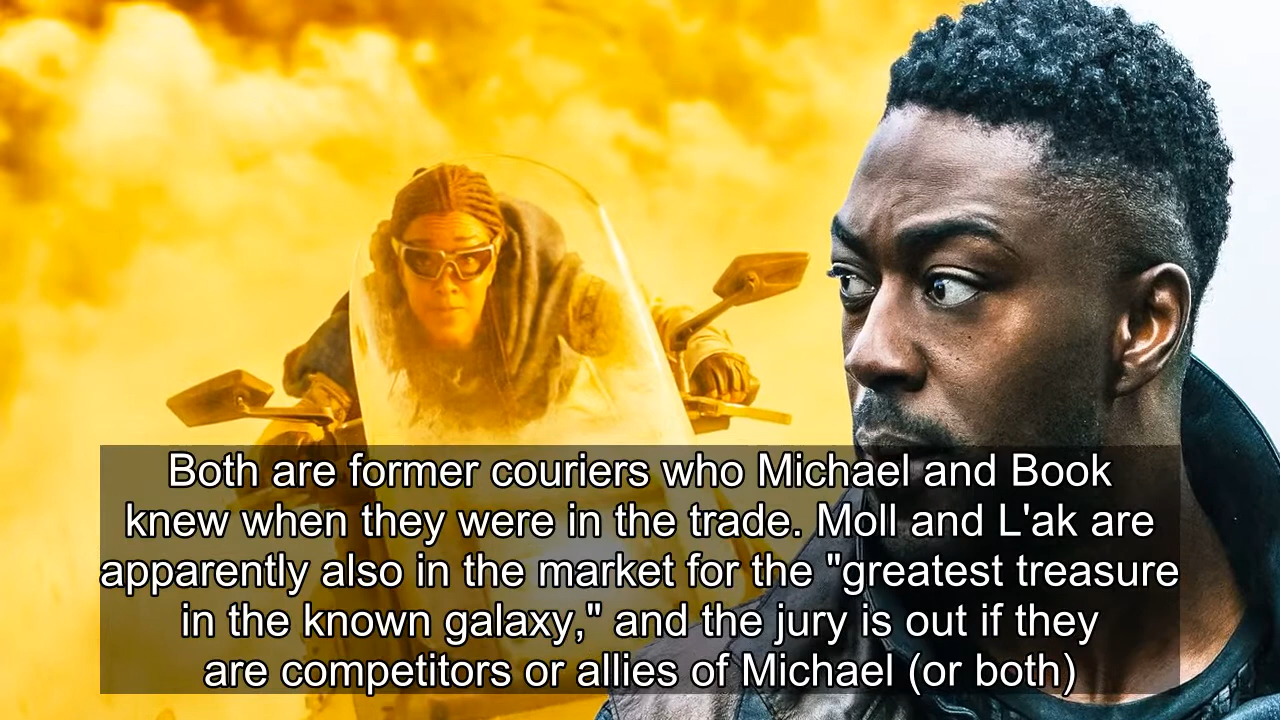 Both are former couriers who Michael and Book
knew when they were in the trade. Moll and L'ak are
apparently also in the market for the "greatest treasure
in the known galaxy," and the jury is out if they
are competitors or allies of Michael (or both)